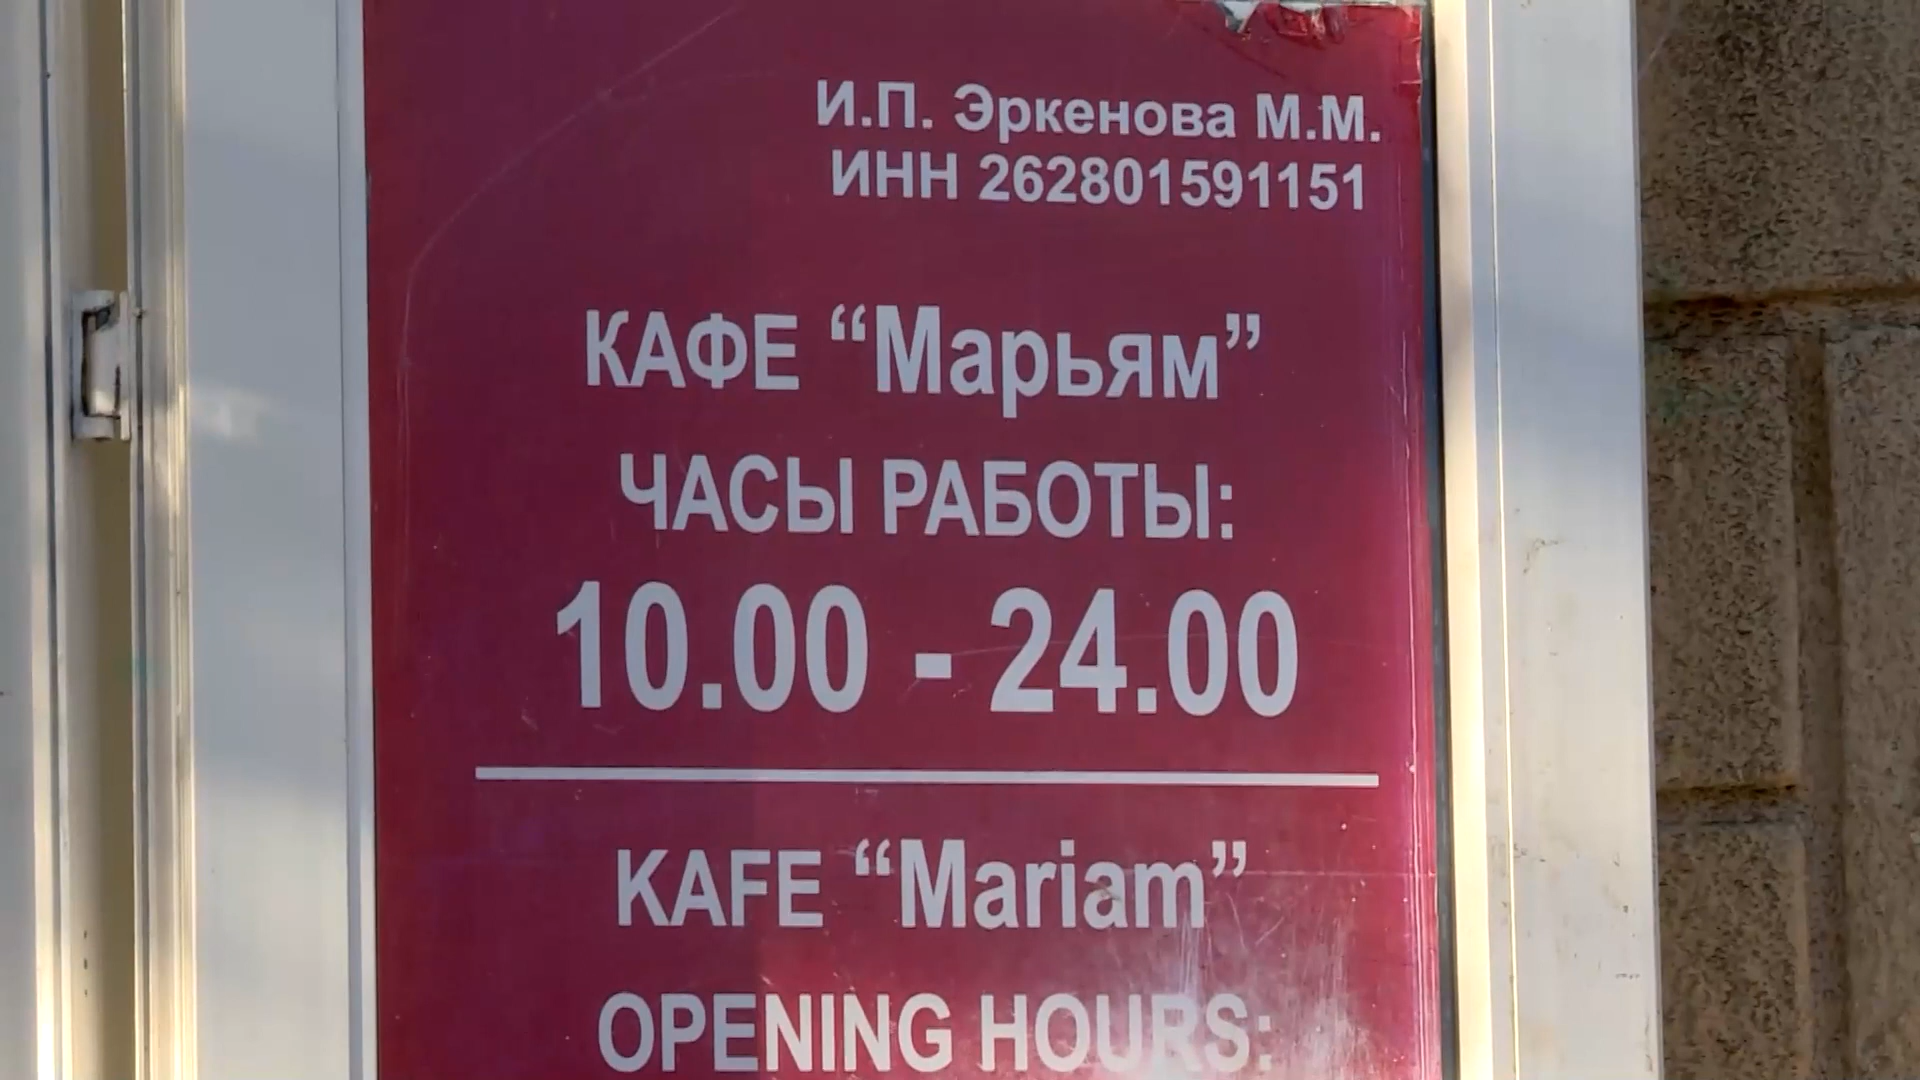 И.П. Эркенова М.М.
ИНН 262801591151
КАФЕ “Марьям”
ЧАСЫ РАБОТЫ:
10.00 - 24.00
KAFE “Mariam”
OPENING HOURS: